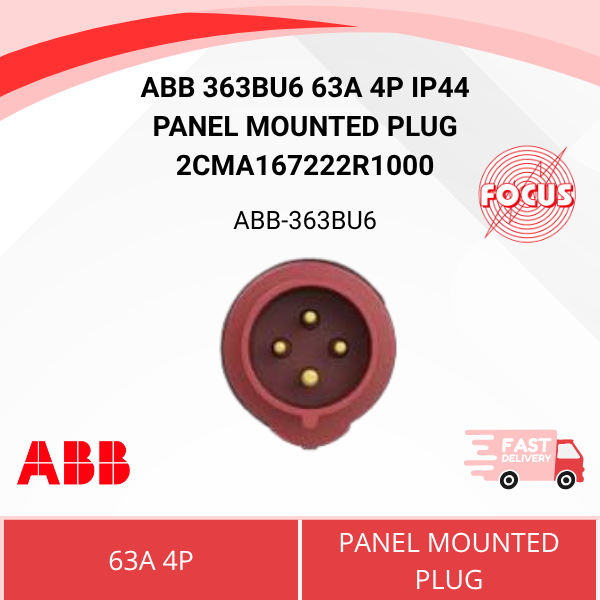 ABB 363BU6 63A 4P IP44
PANEL MOUNTED PLUG
2CMA167222R1000
FOCUS
ABB-363BU6
ABB
FAST
DELIVERY
63A 4P
PANEL MOUNTED
PLUG